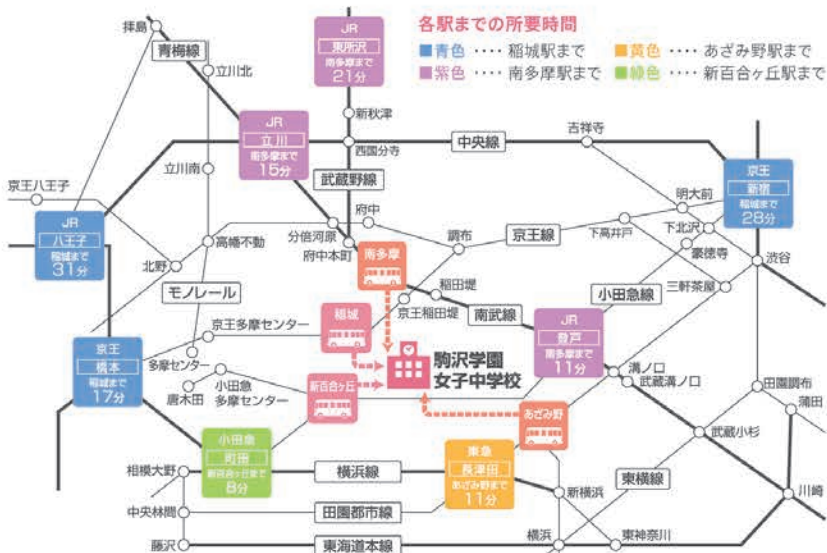 各駅までの所要時間
■青色 ････ 稲城駅まで
■黄色 ････ あざみ野駅まで
■紫色 ････ 南多摩駅まで
■緑色 ････ 新百合ヶ丘駅まで
拝島
青梅線
立川北
JR
東所沢
南多摩まで
21分
新秋津
JR
立川
南多摩まで
15分
西国分寺
中央線
吉祥寺
武蔵野線
立川南
京王八王子
京王
新宿
稲城まで
28分
明大前
下北沢
下高井戸
豪徳寺
渋谷
三軒茶屋
JR
八王子
稲城まで
31分
北野
高幡不動
分倍河原
府中
府中本町
調布
京王線
モノレール
南多摩
稲田堤
京王稲田堤
南武線
小田急線
京王多摩センター
稲城
多摩センター
小田急
多摩センター
唐木田
新百合ヶ丘
駒沢学園
女子中学校
JR
登戸
南多摩まで
11分
溝ノ口
武蔵溝ノ口
田園調布
蒲田
京王
橋本
稲城まで
17分
あざみ野
武蔵小杉
小田急
町田
新百合ヶ丘まで
8分
東急
長津田
あざみ野まで
11分
相模大野
横浜線
新横浜
東横線
川崎
中央林間
田園都市線
藤沢
東海道本線
横浜
東神奈川